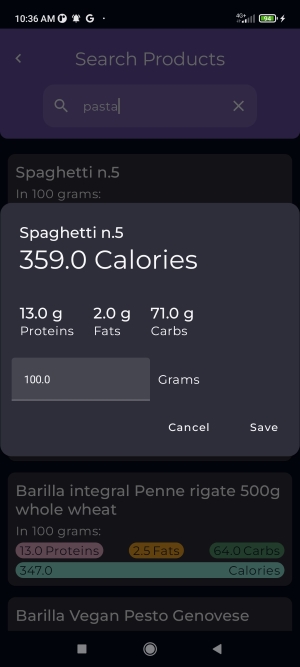 10:36 AM
4G+
94
Search Products
pasta
Spaghetti n.5
In 100 grams:
Spaghetti n.5
359.0 Calories
13.0 g 2.0 g 71.0 g
Proteins Fats Carbs
100.0 Grams
Cancel Save
Barilla integral Penne rigate 500g
whole wheat
In 100 grams:
13.0 Proteins 2.5 Fats 64.0 Carbs
347.0 Calories
Barilla Vegan Pesto Genovese